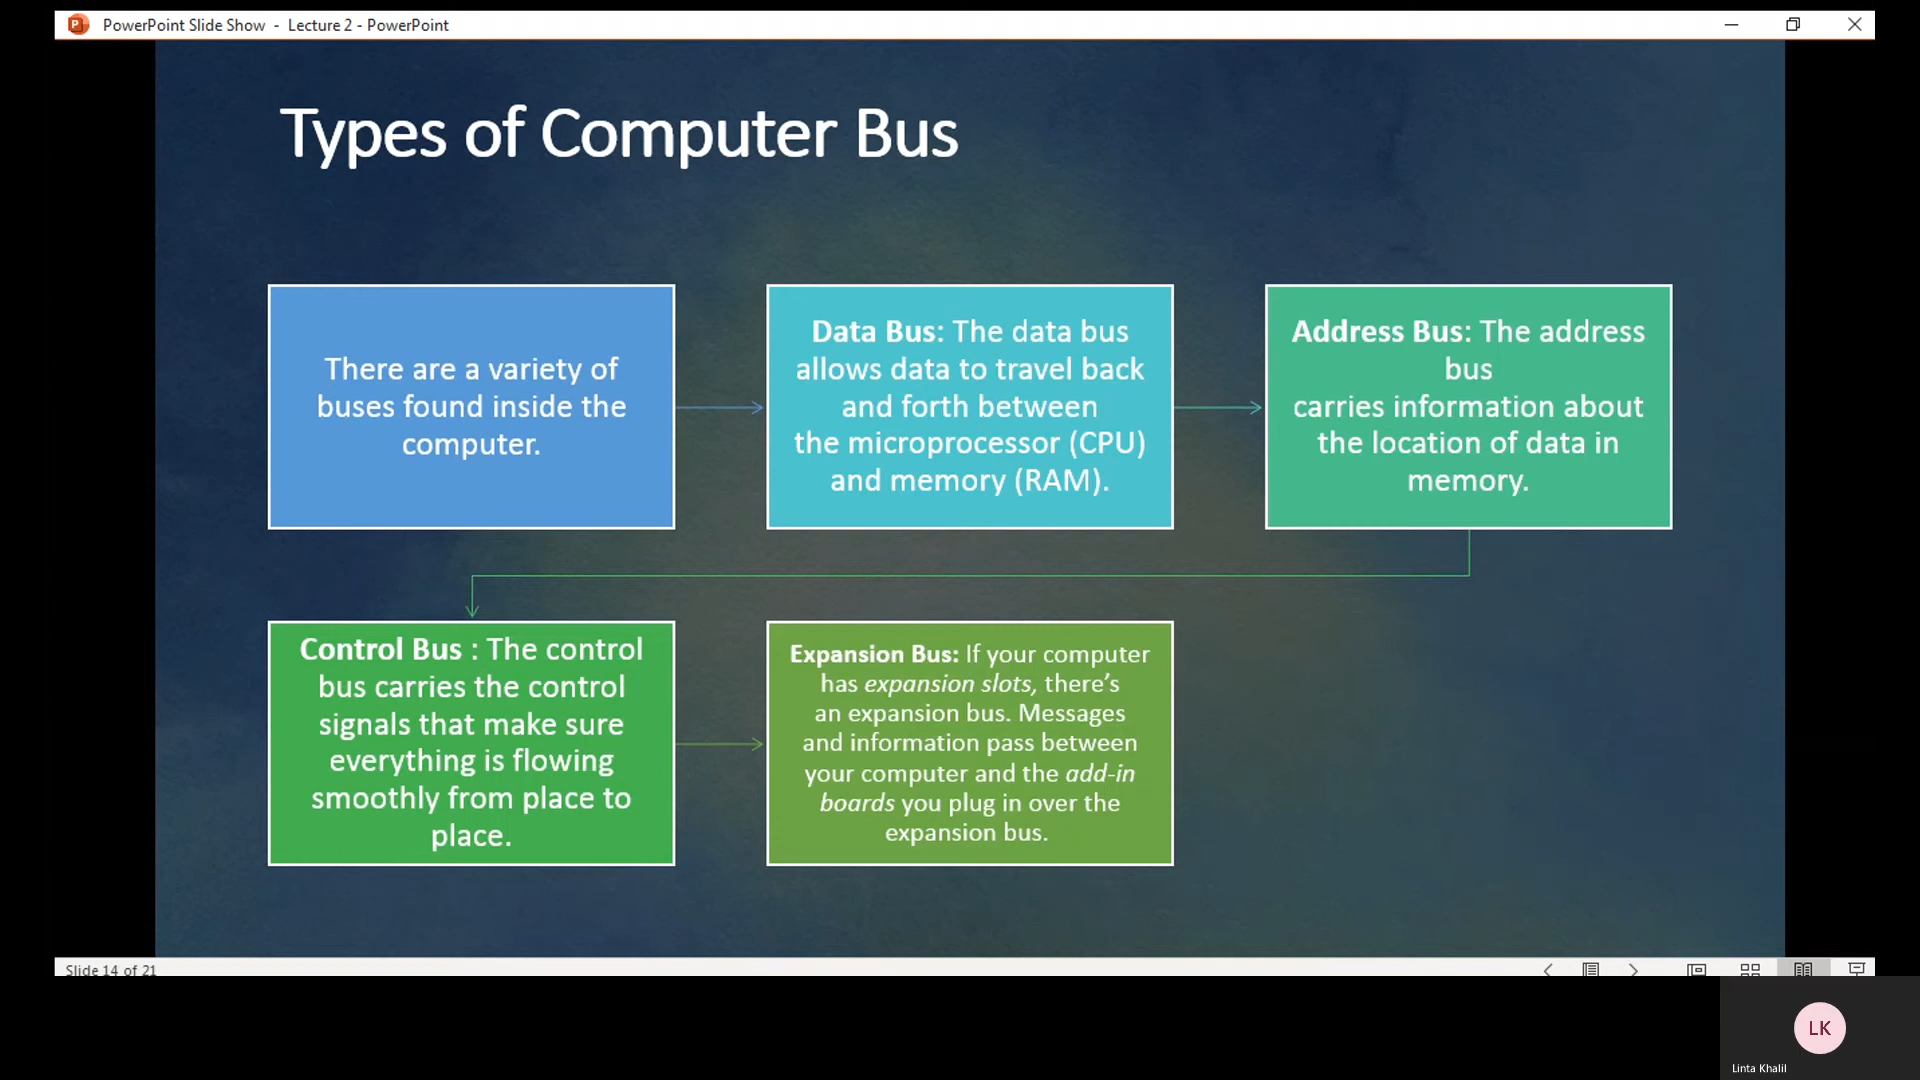 PowerPoint Slide Show - Lecture 2 - PowerPoint
Types of Computer Bus
There are a variety of
buses found inside the
computer.
Data Bus: The data bus
allows data to travel back
and forth between
the microprocessor (CPU)
and memory (RAM).
Address Bus: The address
bus
carries information about
the location of data in
memory.
Control Bus : The control
bus carries the control
signals that make sure
everything is flowing
smoothly from place to
place.
Expansion Bus: If your computer
has expansion slots, there's
an expansion bus. Messages
and information pass between
your computer and the add-in
boards you plug in over the
expansion bus.
Slide 14 of 21
LK
Linta Khalil